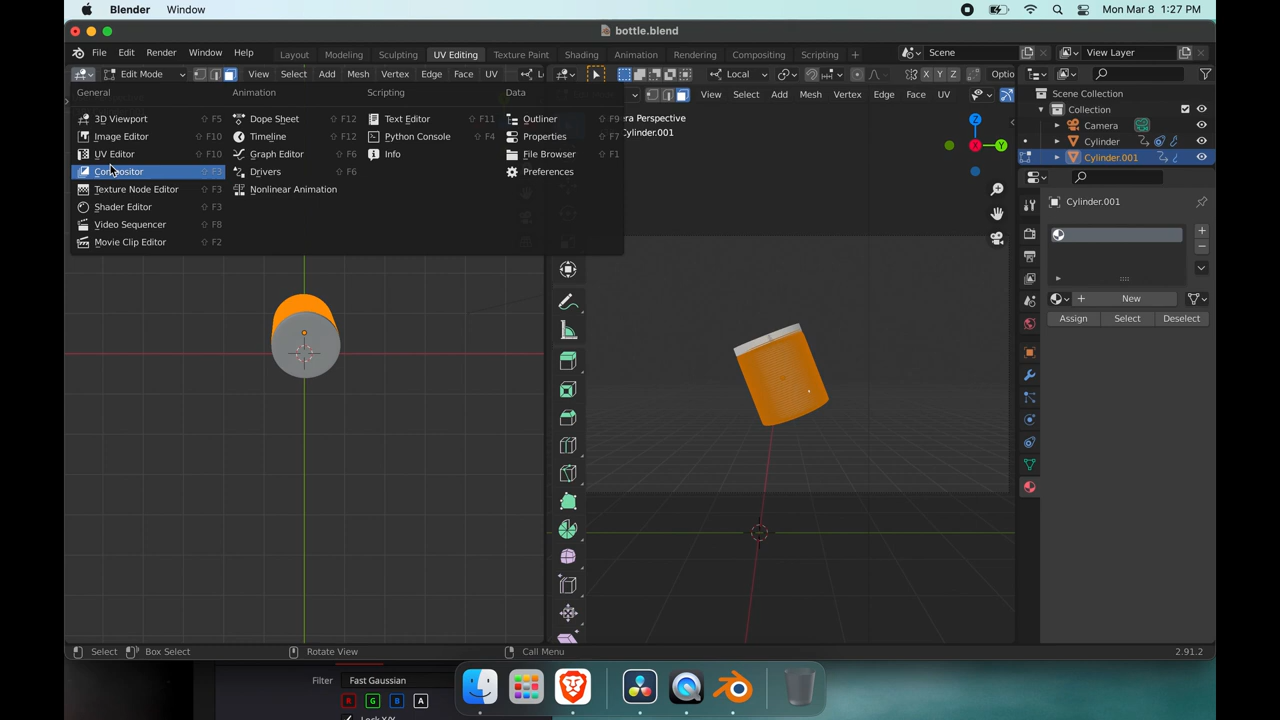 Blender Window Mon Mar 8 1:27 PM
bottle.blend
File Edit Render Window Help Layout Modeling Sculpting UV Editing Texture Paint Shading Animation Rendering Compositing Scripting + Scene View Layer
Edit Mode View Select Add Mesh Vertex Edge Face UV Local X Y Z Optio
General Animation Scripting Data
View Select Add Mesh Vertex Edge Face UV
3D Viewport ⇧ F5
Image Editor ⇧ F10
UV Editor ⇧ F10
Compositor ⇧ F3
Texture Node Editor ⇧ F3
Shader Editor ⇧ F3
Video Sequencer ⇧ F8
Movie Clip Editor ⇧ F2
Dope Sheet ⇧ F12
Timeline ⇧ F12
Graph Editor ⇧ F6
Drivers ⇧ F6
Nonlinear Animation
Text Editor ⇧ F11
Python Console ⇧ F4
Info
Outliner ⇧ F9
Properties ⇧ F7
File Browser ⇧ F1
Preferences
era Perspective
Cylinder.001
Z
X
Y
Scene Collection
Collection
Camera
Cylinder
Cylinder.001
Cylinder.001
New
Assign Select Deselect
Select Box Select Rotate View Call Menu 2.91.2
Filter Fast Gaussian
R G B A
Lock X/Y